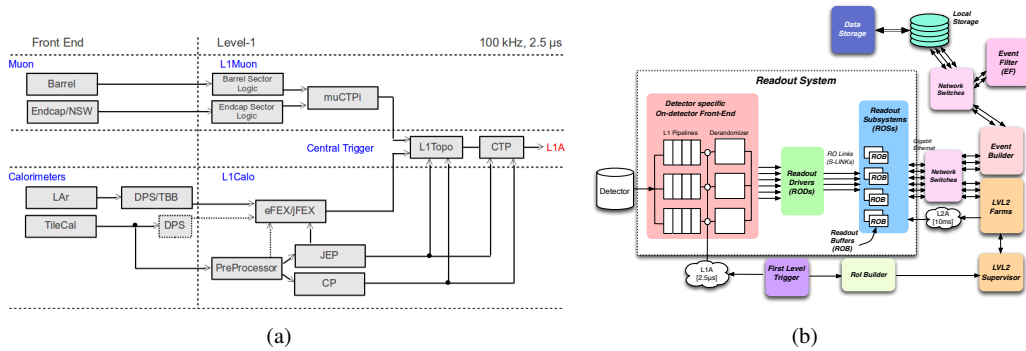 Front End
Level-1
100 kHz, 2.5 µs
Muon
L1Muon
Barrel
Barrel Sector
Logic
muCTPi
Endcap/NSW
Endcap Sector
Logic
Central Trigger
L1Topo
CTP
L1A
Calorimeters
L1Calo
LAr
DPS/TBB
eFEX/jFEX
TileCal
DPS
PreProcessor
JEP
CP
(a)
Data
Storage
Local
Storage
Event
Filter
(EF)
Network
Switches
Readout System
Detector specific
On-detector Front-End
L1 Pipelines
Derandomizer
Readout
Subsystems
(ROSs)
RO Links
(S-LINKs)
Gigabit
Ethernet
Event
Builder
Detector
Readout
Drivers
(RODs)
ROB
ROB
ROB
ROB
Network
Switches
LVL2
Farms
L2A
[10ms]
Readout
Buffers
(ROB)
L1A
[2.5µs]
First Level
Trigger
RoI Builder
LVL2
Supervisor
(b)